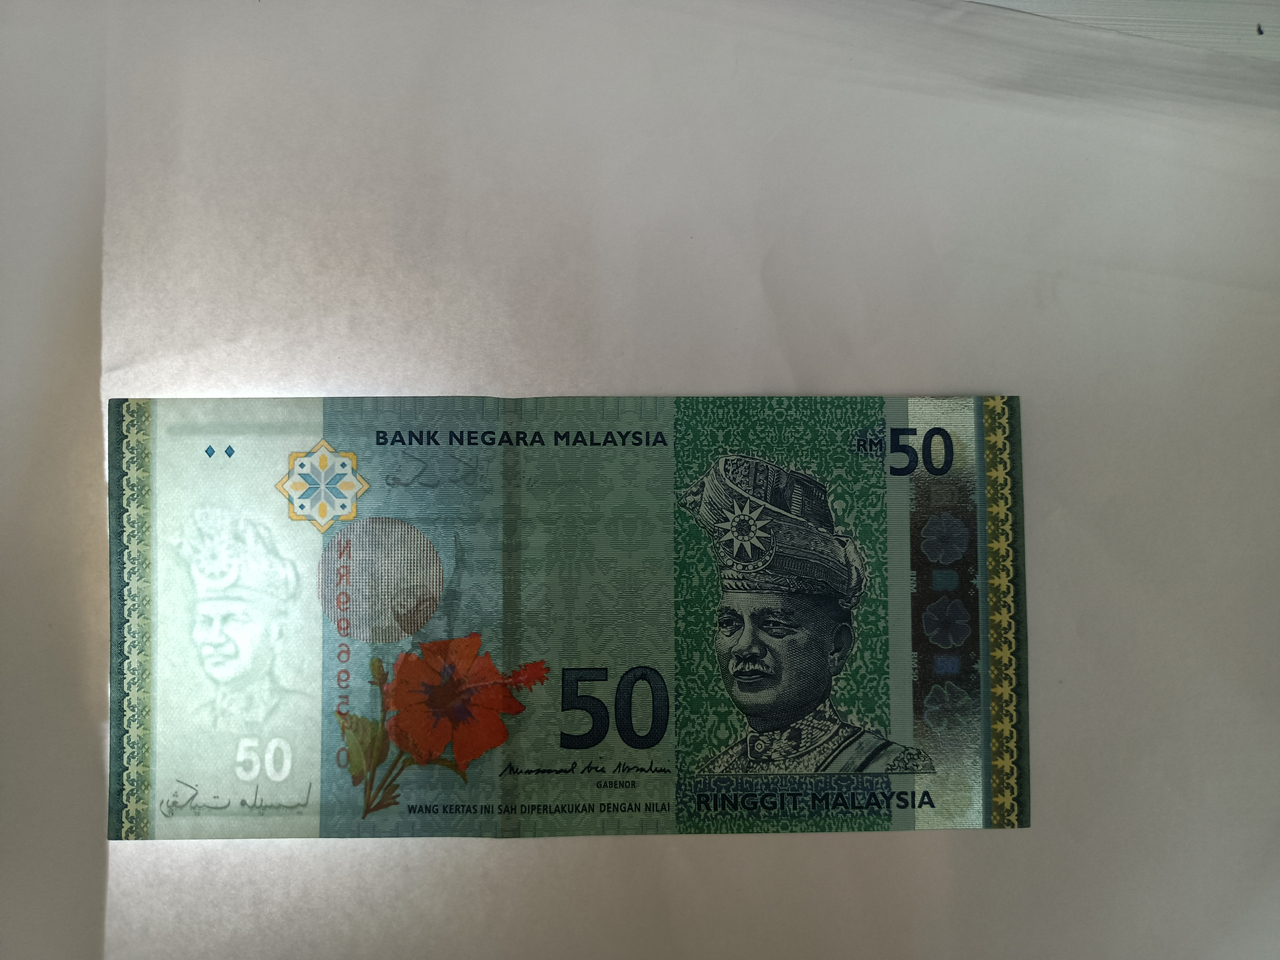 BANK NEGARA MALAYSIA
RM50
50
50
GABENOR
WANG KERTAS INI SAH DIPERLAKUKAN DENGAN NILAI
RINGGIT MALAYSIA